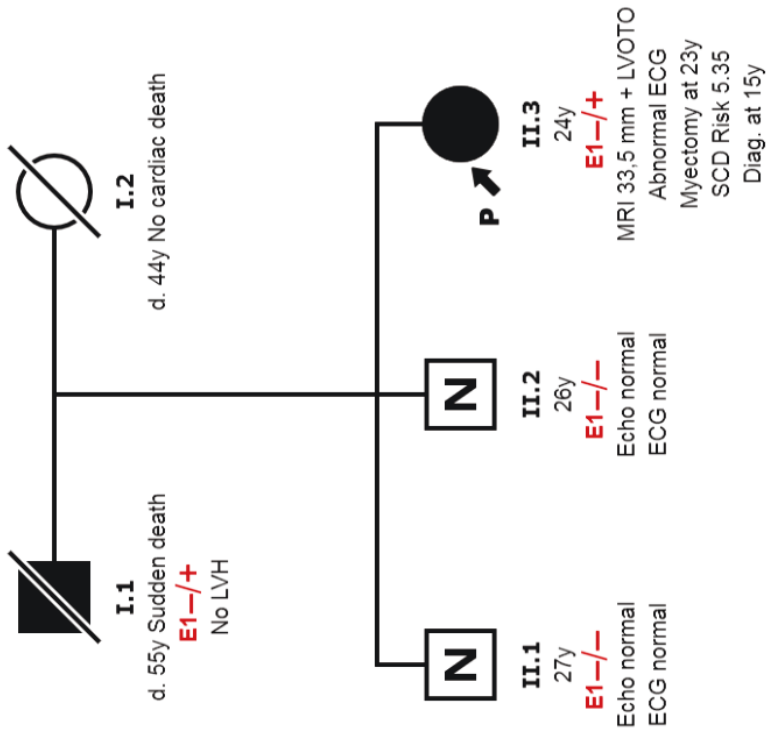 I.1
d. 55y Sudden death
E1−/+
No LVH
I.2
d. 44y No cardiac death
N
II.1
27y
E1−/−
Echo normal
ECG normal
N
II.2
26y
E1−/−
Echo normal
ECG normal
P
II.3
24y
E1−/+
MRI 33,5 mm + LVOTO
Abnormal ECG
Myectomy at 23y
SCD Risk 5.35
Diag. at 15y